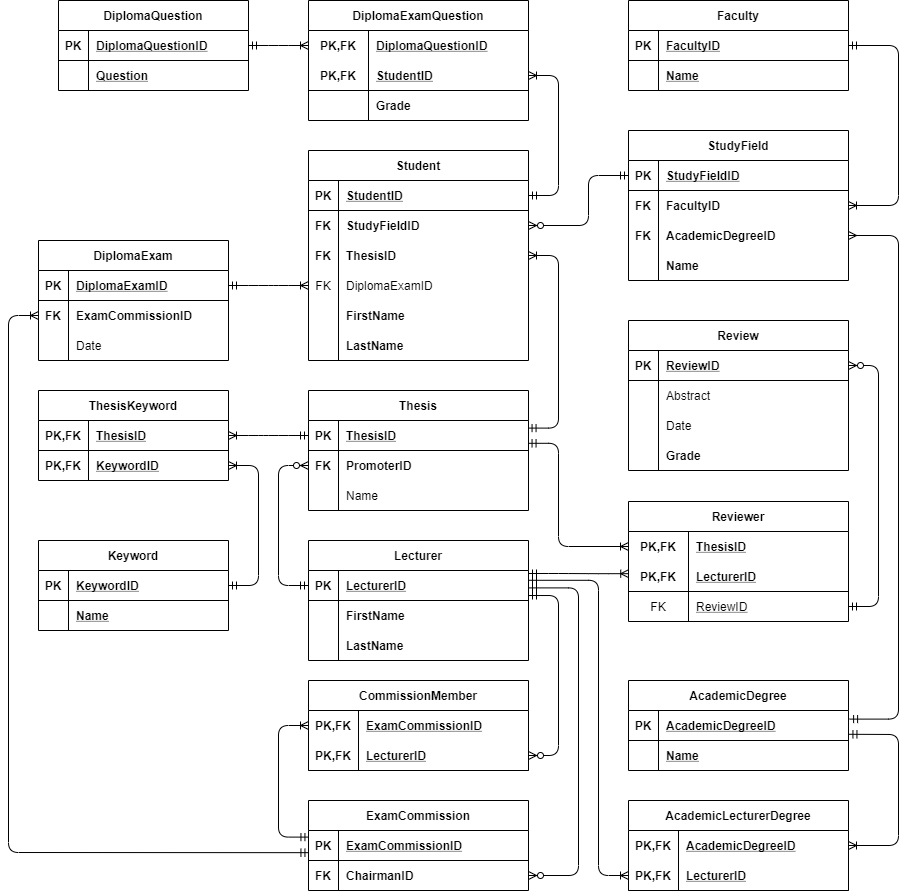 DiplomaQuestion
PK DiplomaQuestionID
Question
DiplomaExamQuestion
PK,FK DiplomaQuestionID
PK,FK StudentID
Grade
Faculty
PK FacultyID
Name
StudyField
PK StudyFieldID
FK FacultyID
FK AcademicDegreeID
Name
Student
PK StudentID
FK StudyFieldID
FK ThesisID
FK DiplomaExamID
FirstName
LastName
DiplomaExam
PK DiplomaExamID
FK ExamCommissionID
Date
Review
PK ReviewID
Abstract
Date
Grade
ThesisKeyword
PK,FK ThesisID
PK,FK KeywordID
Thesis
PK ThesisID
FK PromoterID
Name
Reviewer
PK,FK ThesisID
PK,FK LecturerID
FK ReviewID
Keyword
PK KeywordID
Name
Lecturer
PK LecturerID
FirstName
LastName
CommissionMember
PK,FK ExamCommissionID
PK,FK LecturerID
AcademicDegree
PK AcademicDegreeID
Name
ExamCommission
PK ExamCommissionID
FK ChairmanID
AcademicLecturerDegree
PK,FK AcademicDegreeID
PK,FK LecturerID